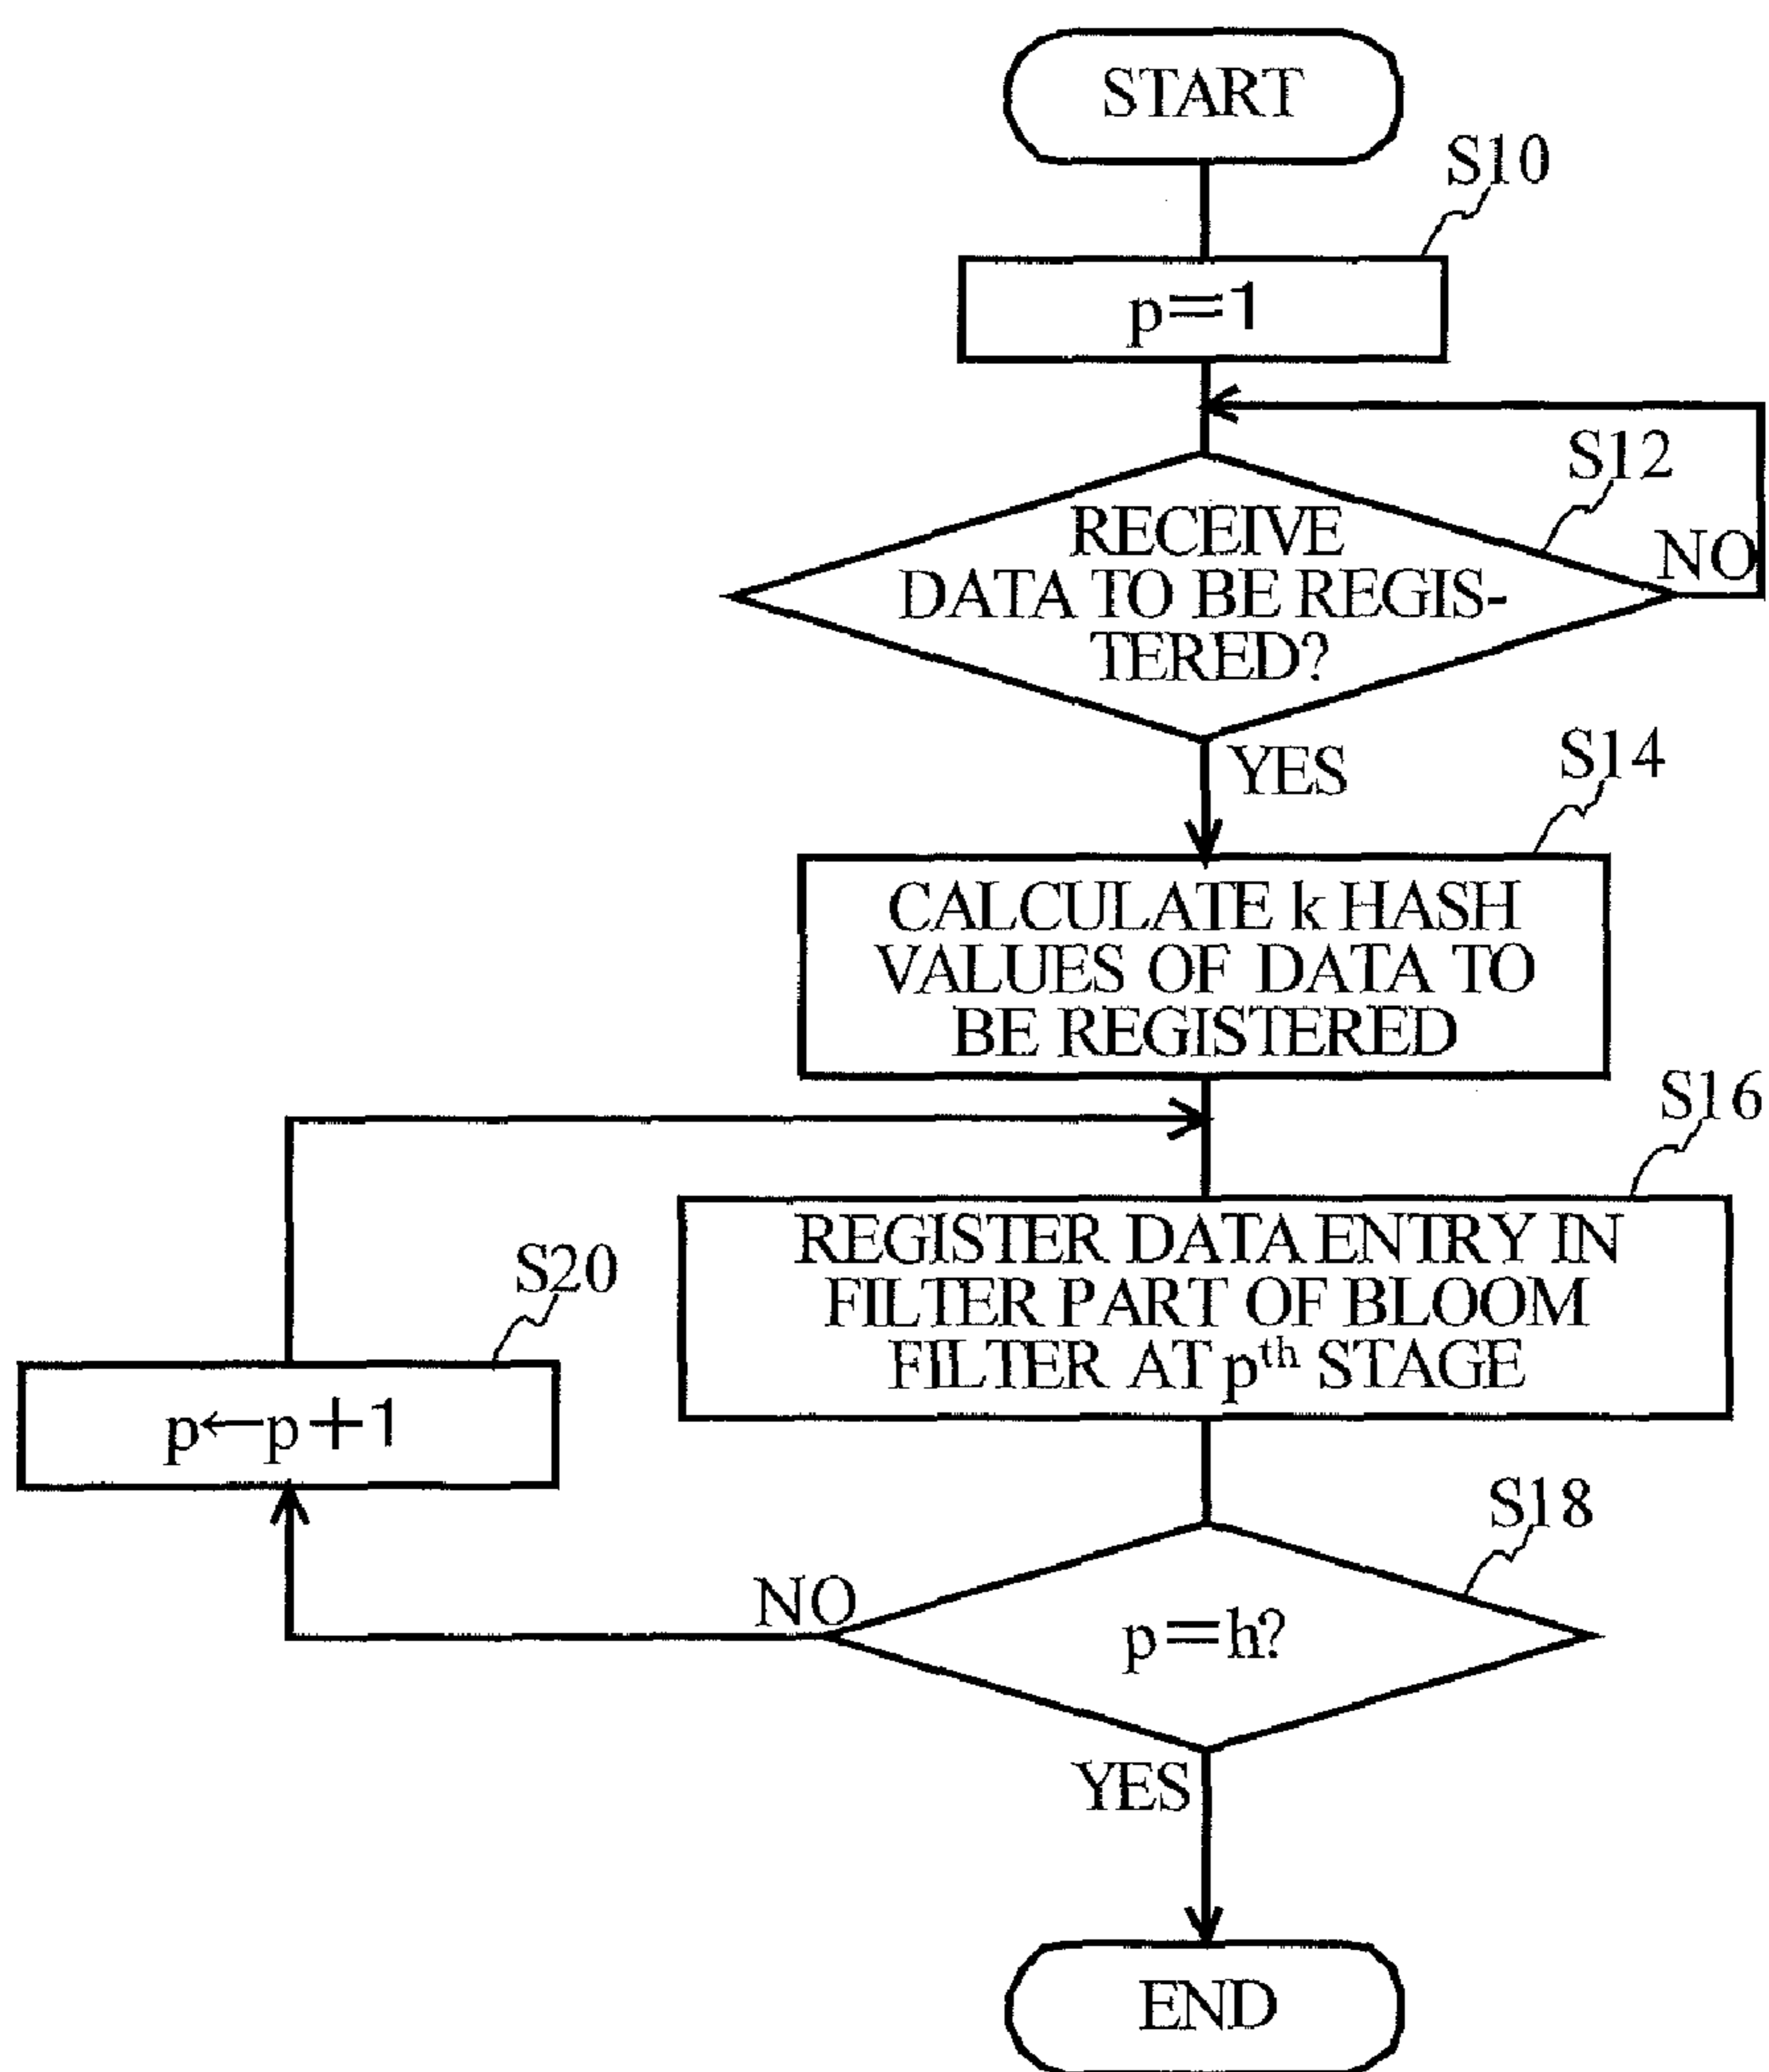 START
S10
p=1
S12
RECEIVE
DATA TO BE REGIS-
TERED?
NO
YES
S14
CALCULATE k HASH
VALUES OF DATA TO
BE REGISTERED
S16
REGISTER DATA ENTRY IN
FILTER PART OF BLOOM
FILTER AT pth STAGE
S20
p←p+1
S18
NO
p=h?
YES
END